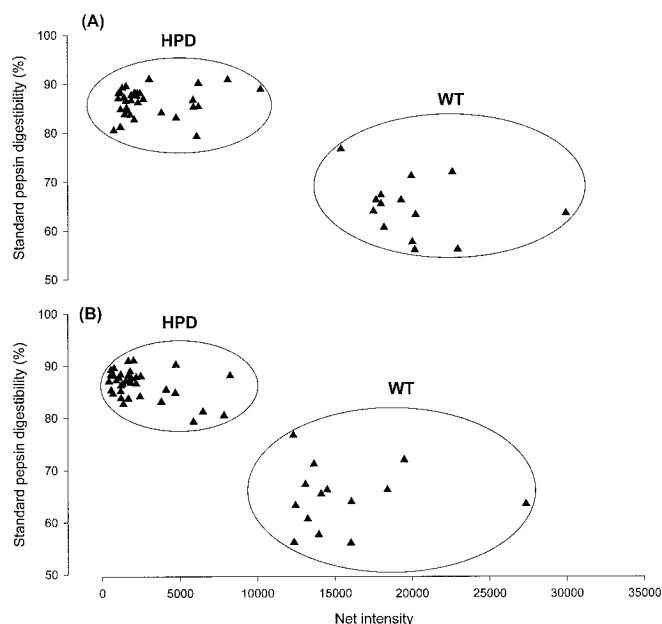 (A)
HPD
WT
Standard pepsin digestibility (%)
100
90
80
70
60
50
(B)
HPD
WT
Standard pepsin digestibility (%)
100
90
80
70
60
50
0 5000 10000 15000 20000 25000 30000 35000
Net intensity